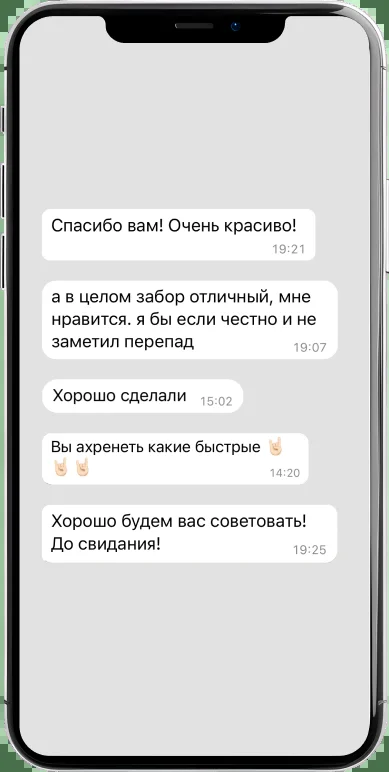 Спасибо вам! Очень красиво!
19:21
а в целом забор отличный, мне
нравится. я бы если честно и не
заметил перепад
19:07
Хорошо сделали 15:02
Вы ахренеть какие быстрые 🤘🏻
🤘🏻 🤘🏻
14:20
Хорошо будем вас советовать!
До свидания!
19:25